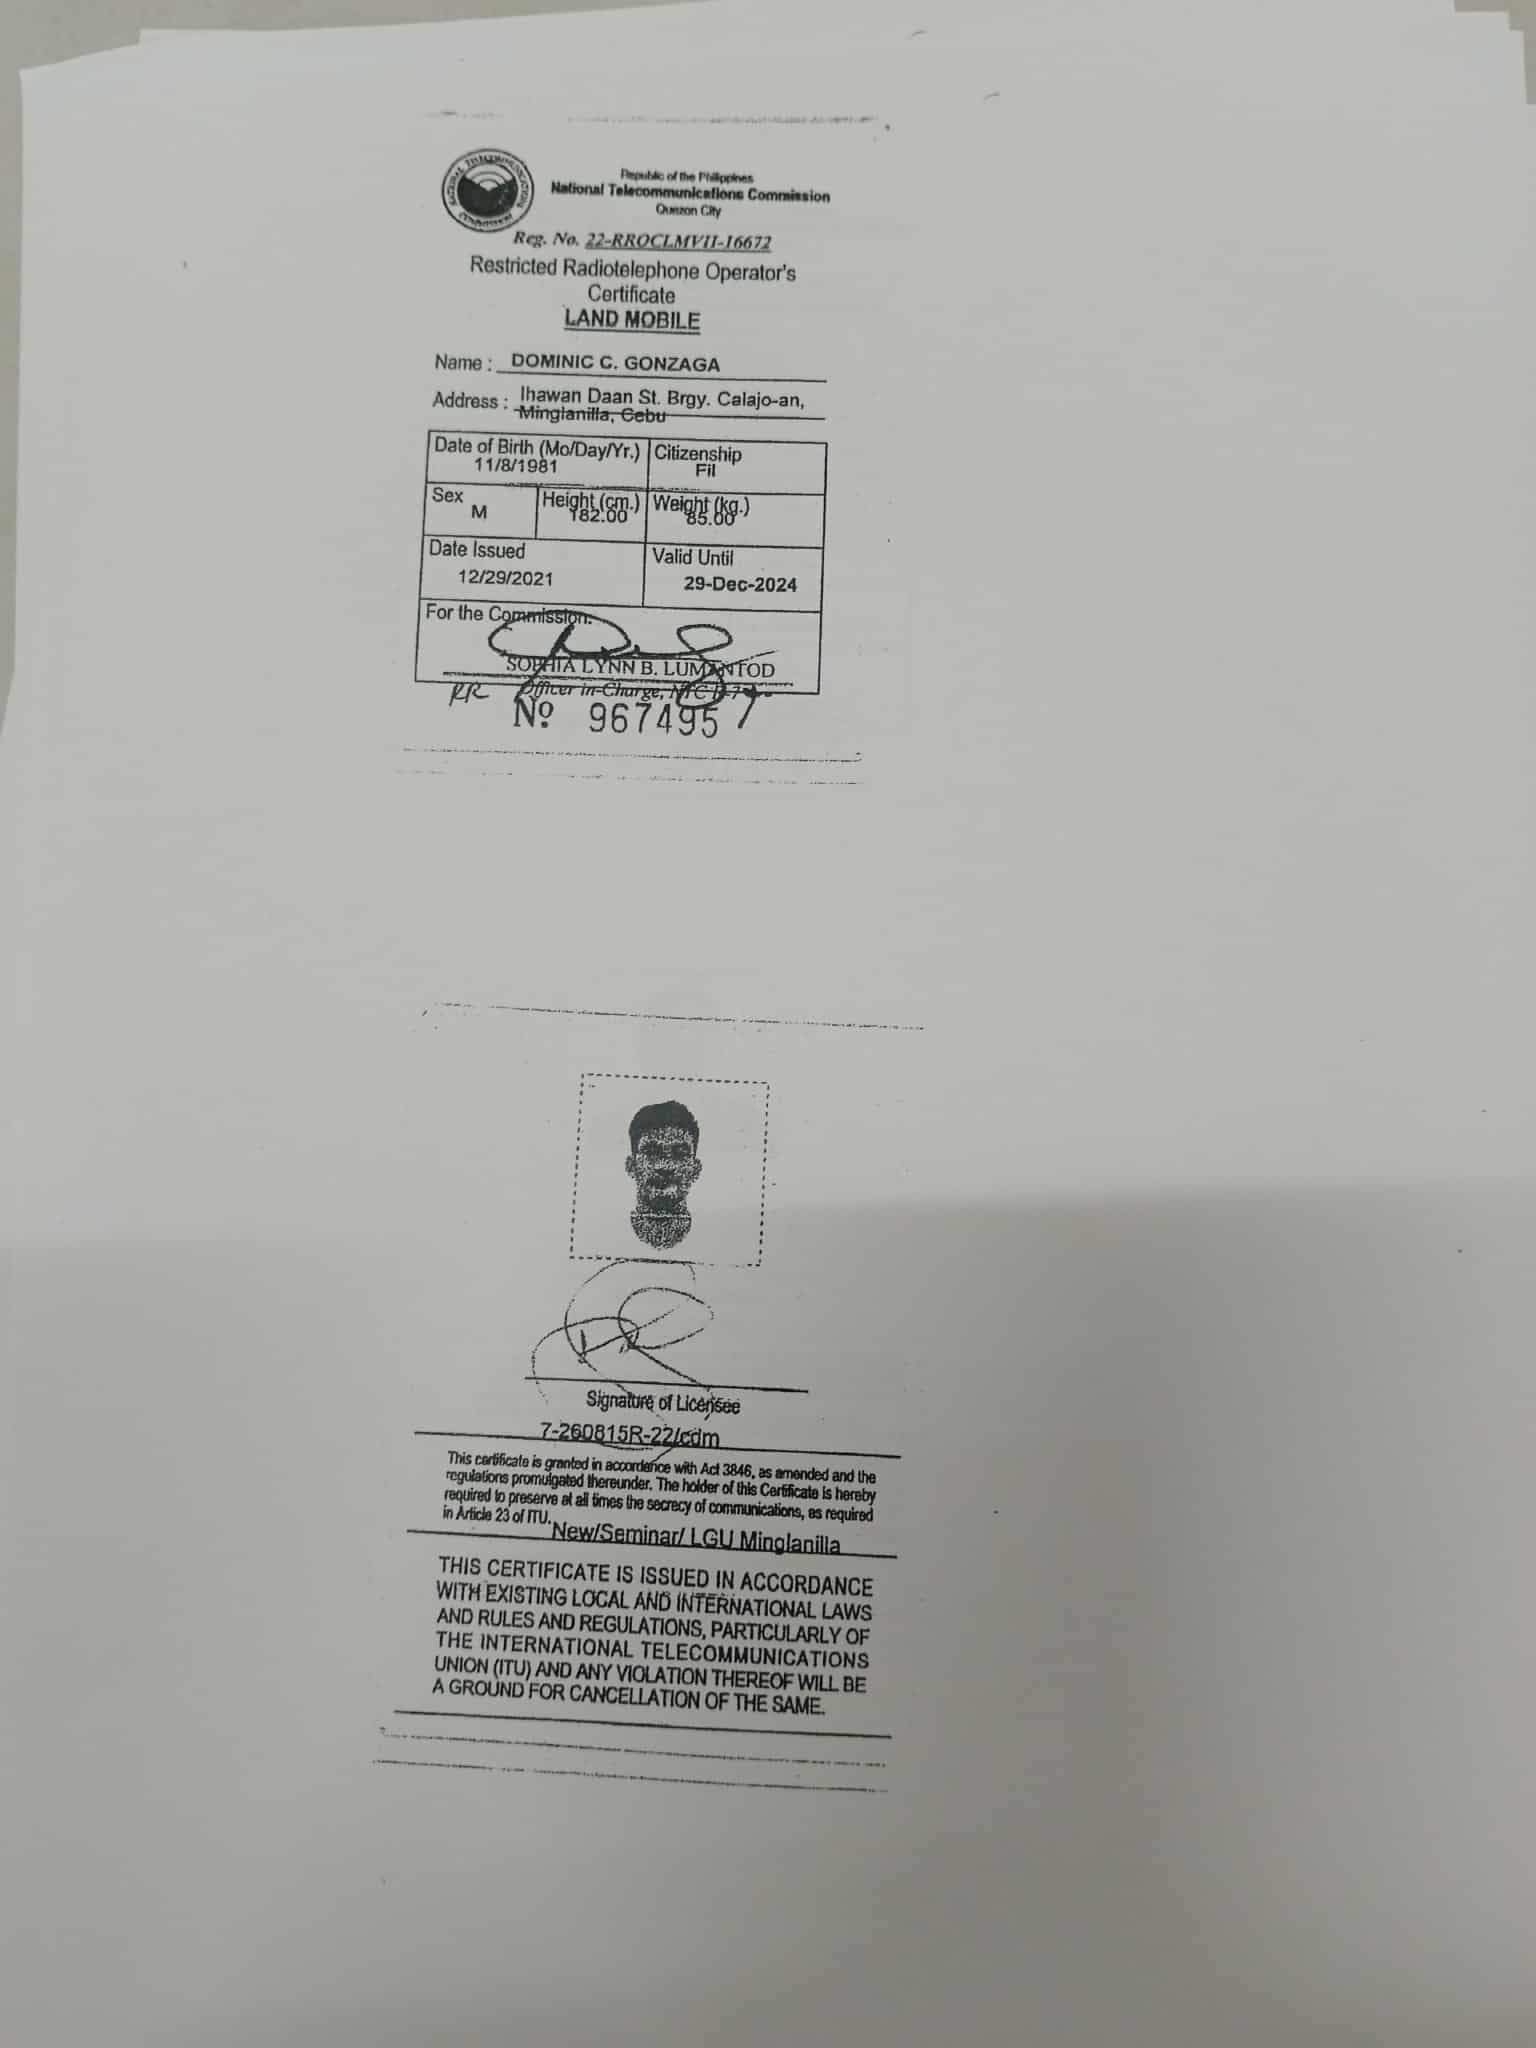 NATIONAL TELECOMMUNICATIONS COMMISSION
Republic of the Philippines
National Telecommunications Commission
Quezon City
Reg. No. 22-RROCLMVII-16672
Restricted Radiotelephone Operator's
Certificate
LAND MOBILE
Name : DOMINIC C. GONZAGA
Address : Ihawan Daan St. Brgy. Calajo-an,
Minglanilla, Cebu
Date of Birth (Mo/Day/Yr.) Citizenship
11/8/1981 Fil
Sex Height (cm.) Weight (kg.)
M 182.00 85.00
Date Issued Valid Until
12/29/2021 29-Dec-2024
For the Commission:
SOPHIA LYNN B. LUMANTOD
RR Officer in-Charge, NTC
No 967495
Signature of Licensee
7-260815R-22/cdm
This certificate is granted in accordance with Act 3846, as amended and the
regulations promulgated thereunder. The holder of this Certificate is hereby
required to preserve at all times the secrecy of communications, as required
in Article 23 of ITU.
New/Seminar/ LGU Minglanilla
THIS CERTIFICATE IS ISSUED IN ACCORDANCE
WITH EXISTING LOCAL AND INTERNATIONAL LAWS
AND RULES AND REGULATIONS, PARTICULARLY OF
THE INTERNATIONAL TELECOMMUNICATIONS
UNION (ITU) AND ANY VIOLATION THEREOF WILL BE
A GROUND FOR CANCELLATION OF THE SAME.